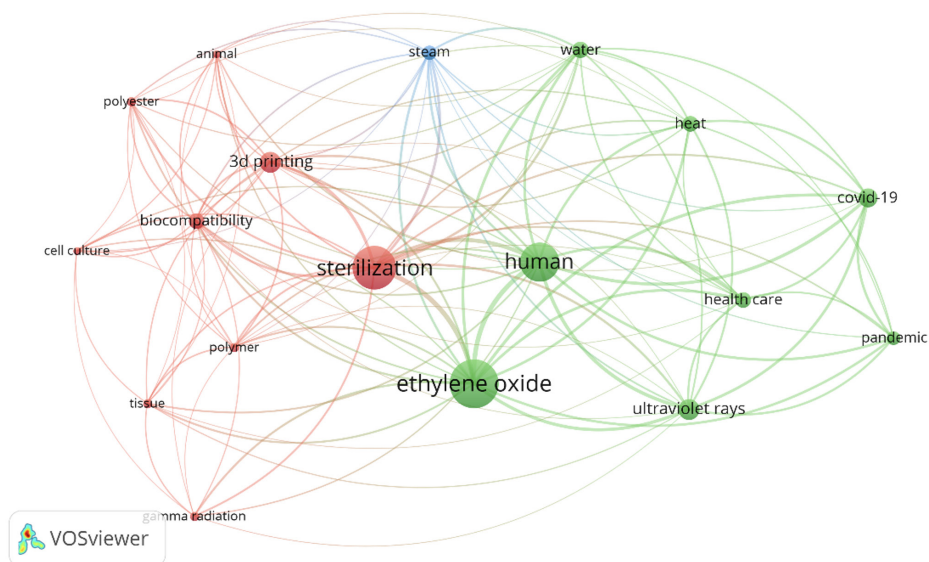 animal
steam
water
polyester
heat
3d printing
covid-19
biocompatibility
cell culture
sterilization
human
health care
pandemic
polymer
ethylene oxide
tissue
ultraviolet rays
gamma radiation
VOSviewer